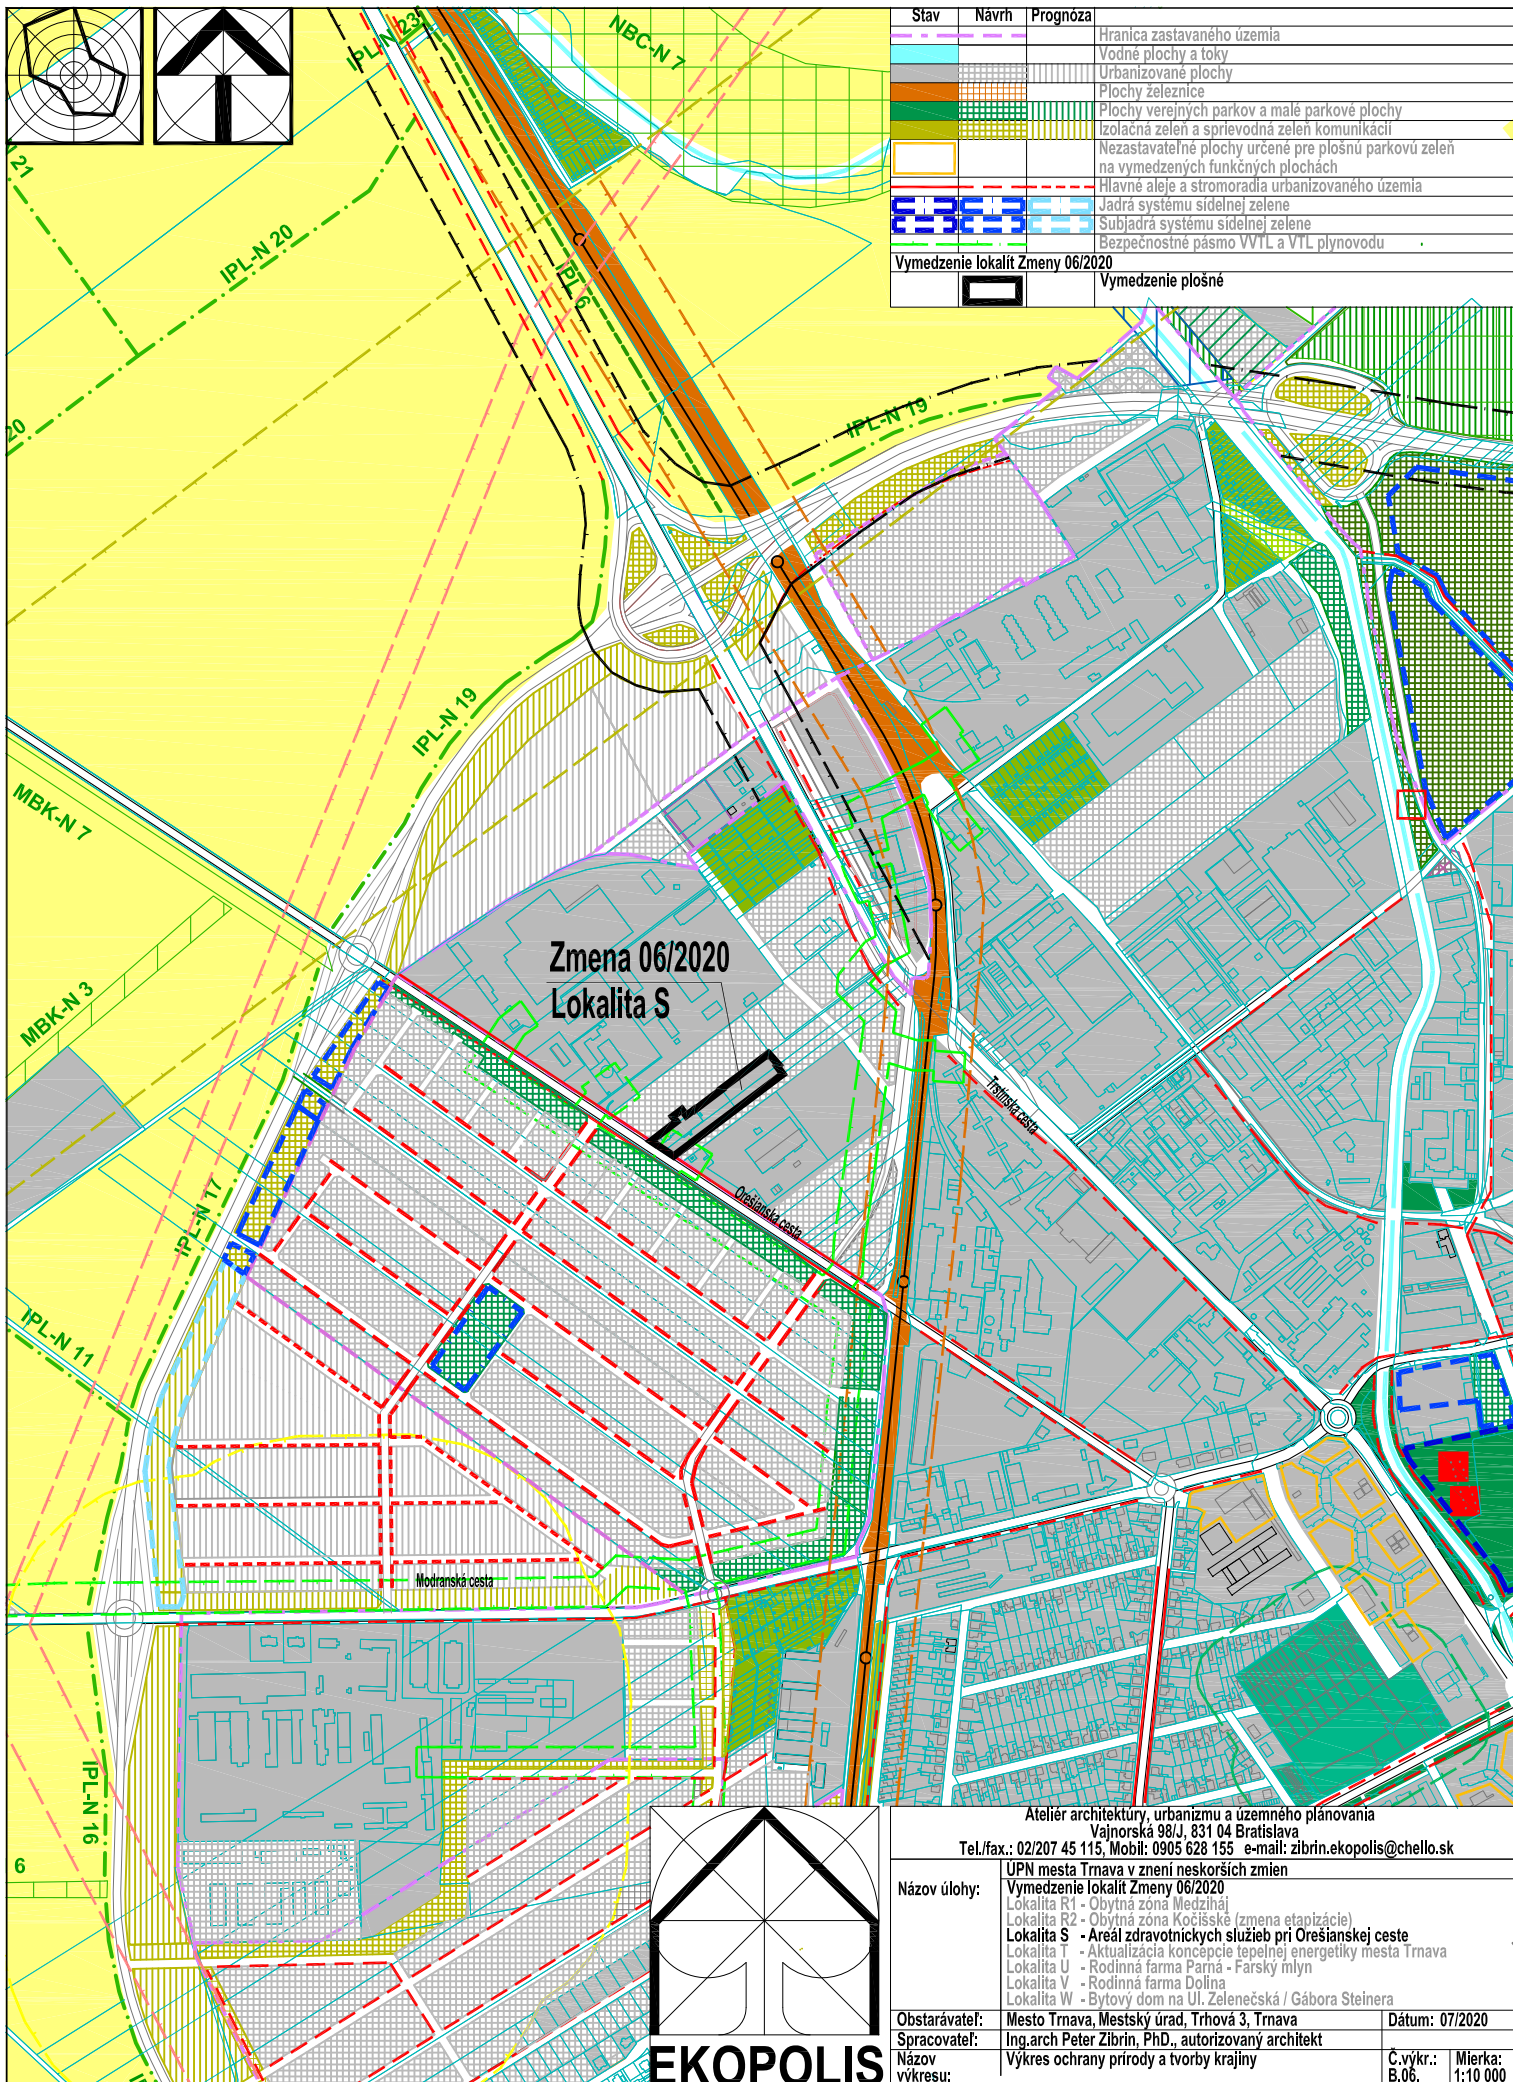 Stav Návrh Prognóza
Hranica zastavaného územia
Vodné plochy a toky
Urbanizované plochy
Plochy železnice
Plochy verejných parkov a malé parkové plochy
Izolačná zeleň a sprievodná zeleň komunikácií
Nezastavateľné plochy určené pre plošnú parkovú zeleň
na vymedzených funkčných plochách
Hlavné aleje a stromoradia urbanizovaného územia
Jadrá systému sídelnej zelene
Subjadrá systému sídelnej zelene
Bezpečnostné pásmo VVTL a VTL plynovodu
Vymedzenie lokalít Zmeny 06/2020
Vymedzenie plošné
IPL-N 23
NBC-N 7
21
IPL-N 20
IPL 6
20
IPL-N 19
IPL-N 19
MBK-N 7
MBK-N 3
Zmena 06/2020
Lokalita S
Trstínska cesta
Orešianska cesta
IPL-N 17
IPL-N 11
Modranská cesta
IPL-N 16
6
EKOPOLIS
Ateliér architektúry, urbanizmu a územného plánovania
Vajnorská 98/J, 831 04 Bratislava
Tel./fax.: 02/207 45 115, Mobil: 0905 628 155 e-mail: zibrin.ekopolis@chello.sk
Názov úlohy:
ÚPN mesta Trnava v znení neskorších zmien
Vymedzenie lokalít Zmeny 06/2020
Lokalita R1 - Obytná zóna Medziháj
Lokalita R2 - Obytná zóna Kočišské (zmena etapizácie)
Lokalita S - Areál zdravotníckych služieb pri Orešianskej ceste
Lokalita T - Aktualizácia koncepcie tepelnej energetiky mesta Trnava
Lokalita U - Rodinná farma Parná - Farský mlyn
Lokalita V - Rodinná farma Dolina
Lokalita W - Bytový dom na Ul. Zelenečská / Gábora Steinera
Obstarávateľ: Mesto Trnava, Mestský úrad, Trhová 3, Trnava Dátum: 07/2020
Spracovateľ: Ing.arch Peter Zibrin, PhD., autorizovaný architekt
Názov výkresu: Výkres ochrany prírody a tvorby krajiny
Č.výkr.: B.06.
Mierka: 1:10 000